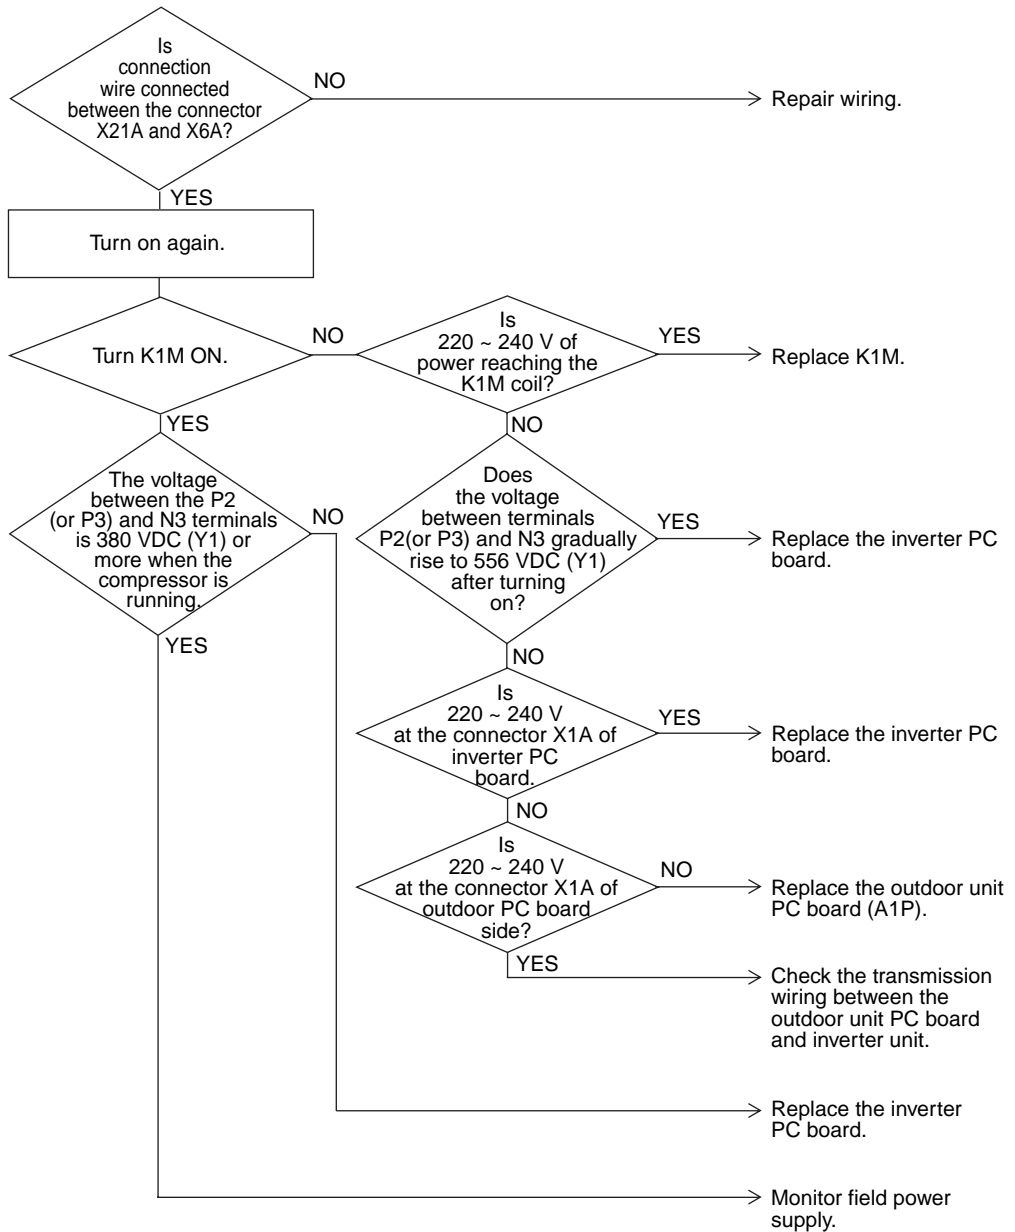 Is
connection
wire connected
between the connector
X21A and X6A?
NO
Repair wiring.
YES
Turn on again.
Turn K1M ON.
NO
Is
220 ~ 240 V of
power reaching the
K1M coil?
YES
Replace K1M.
YES
NO
The voltage
between the P2
(or P3) and N3 terminals
is 380 VDC (Y1) or
more when the
compressor is
running.
NO
Does
the voltage
between terminals
P2(or P3) and N3 gradually
rise to 556 VDC (Y1)
after turning
on?
YES
Replace the inverter PC
board.
YES
NO
Is
220 ~ 240 V
at the connector X1A of
inverter PC
board.
YES
Replace the inverter PC
board.
NO
Is
220 ~ 240 V
at the connector X1A of
outdoor PC board
side?
NO
Replace the outdoor unit
PC board (A1P).
YES
Check the transmission
wiring between the
outdoor unit PC board
and inverter unit.
Replace the inverter
PC board.
Monitor field power
supply.